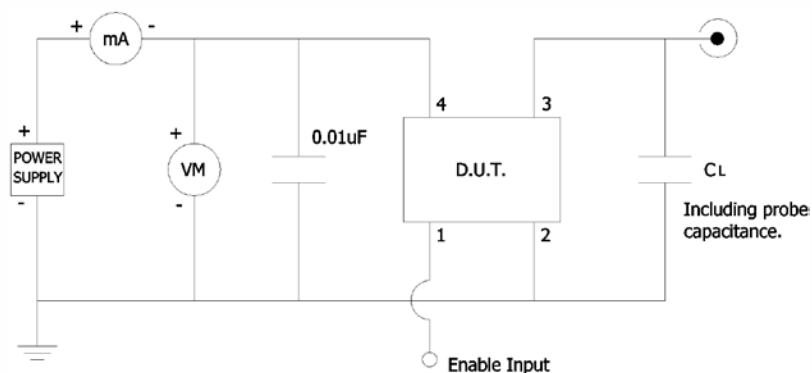 + mA -
4 3
+ POWER SUPPLY -
+ VM -
0.01uF
D.U.T.
CL
Including probe
capacitance.
1 2
Enable Input